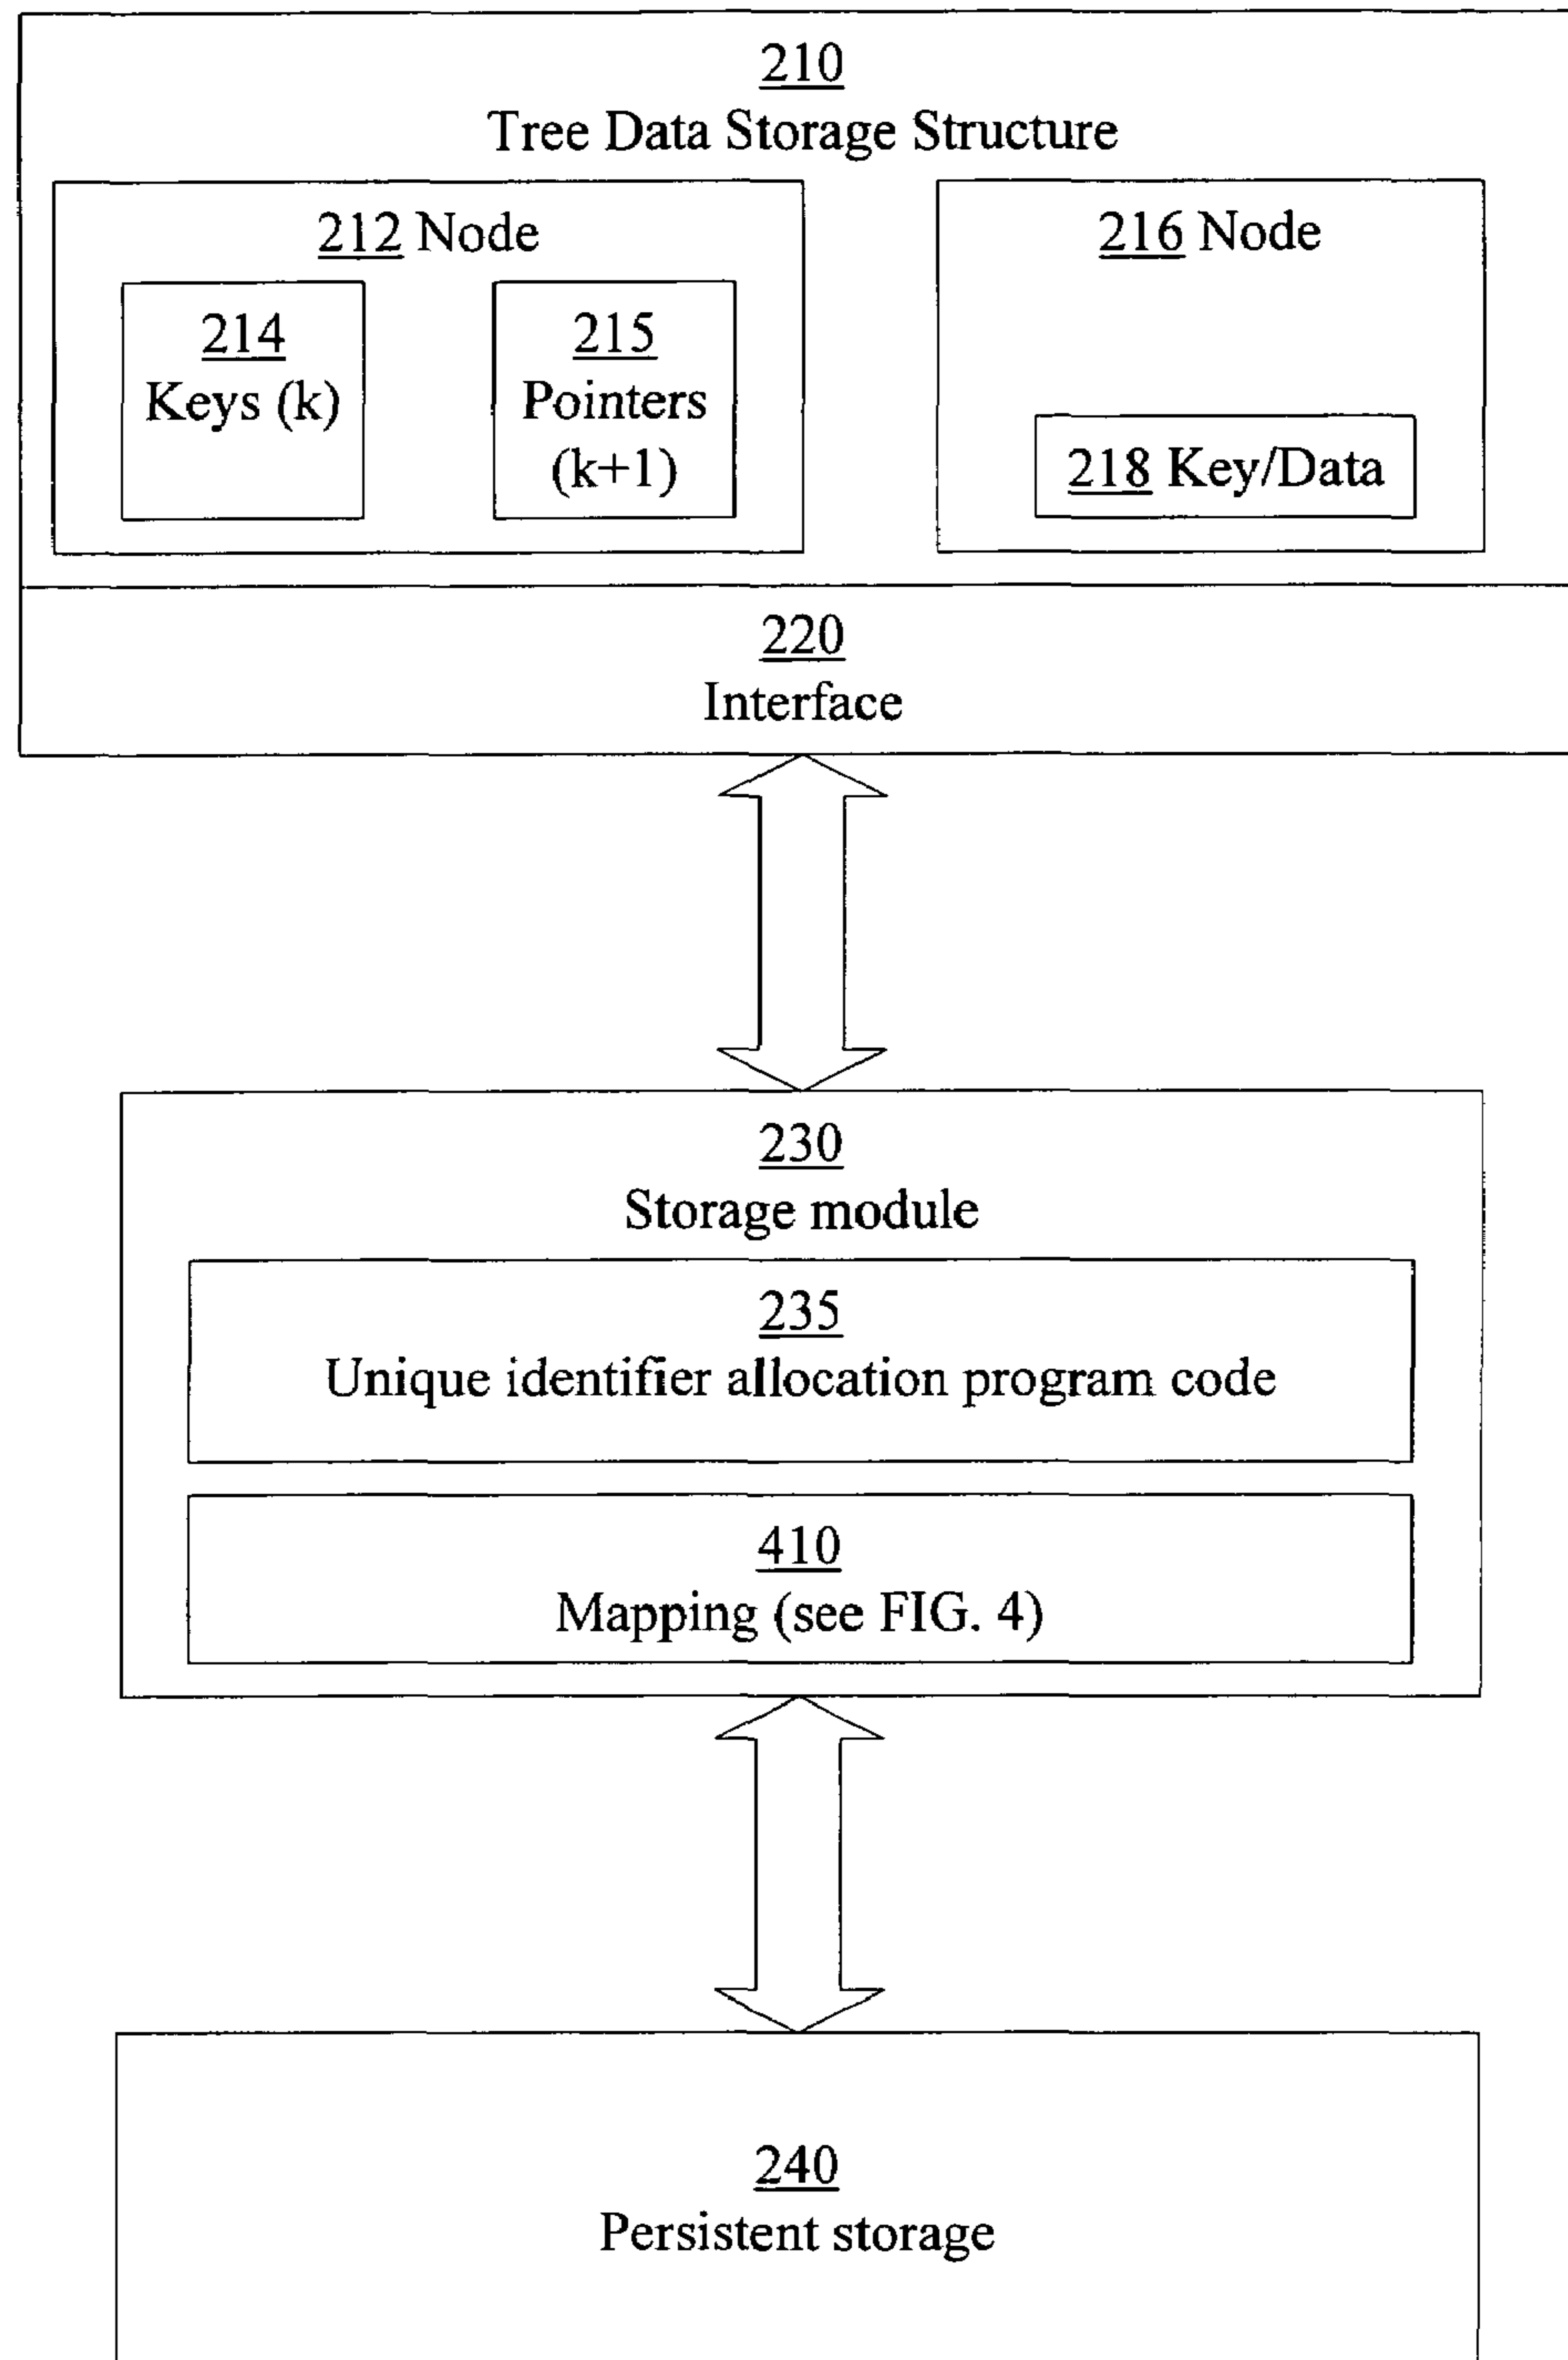 210
Tree Data Storage Structure
212 Node
216 Node
214
Keys (k)
215
Pointers
(k+1)
218 Key/Data
220
Interface
230
Storage module
235
Unique identifier allocation program code
410
Mapping (see FIG. 4)
240
Persistent storage